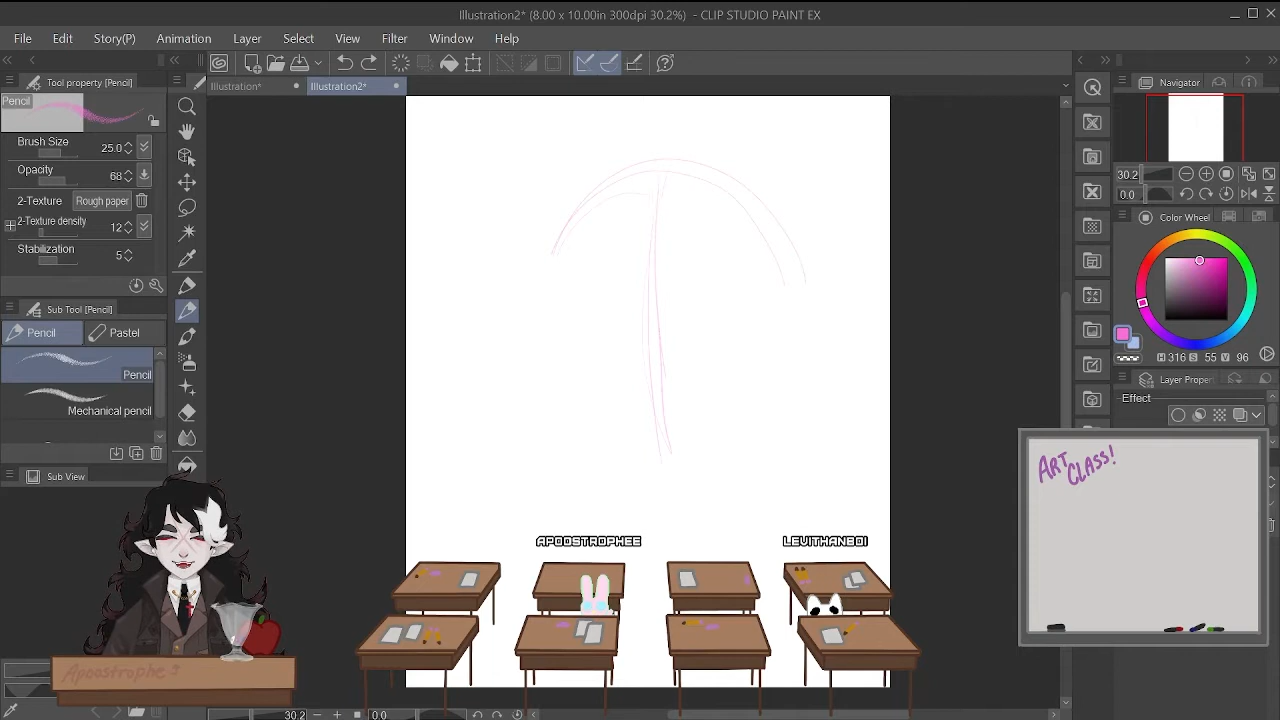 Illustration2* (8.00 x 10.00in 300dpi 30.2%) - CLIP STUDIO PAINT EX
File Edit Story(P) Animation Layer Select View Filter Window Help
Tool property [Pencil]
Illustration*
Illustration2*
Navigator
Pencil
Brush Size 25.0
Opacity 68
2-Texture Rough paper
2-Texture density 12
Stabilization 5
30.2
0.0
Color Wheel
Sub Tool [Pencil]
Pencil
Pastel
Pencil
Mechanical pencil
H 316 S 55 V 96
Layer Proper
Effect
Sub View
ART
CLASS!
APOOSTROPHEE
LEVITHANBOI
Apoostrophe
30.2
0.0